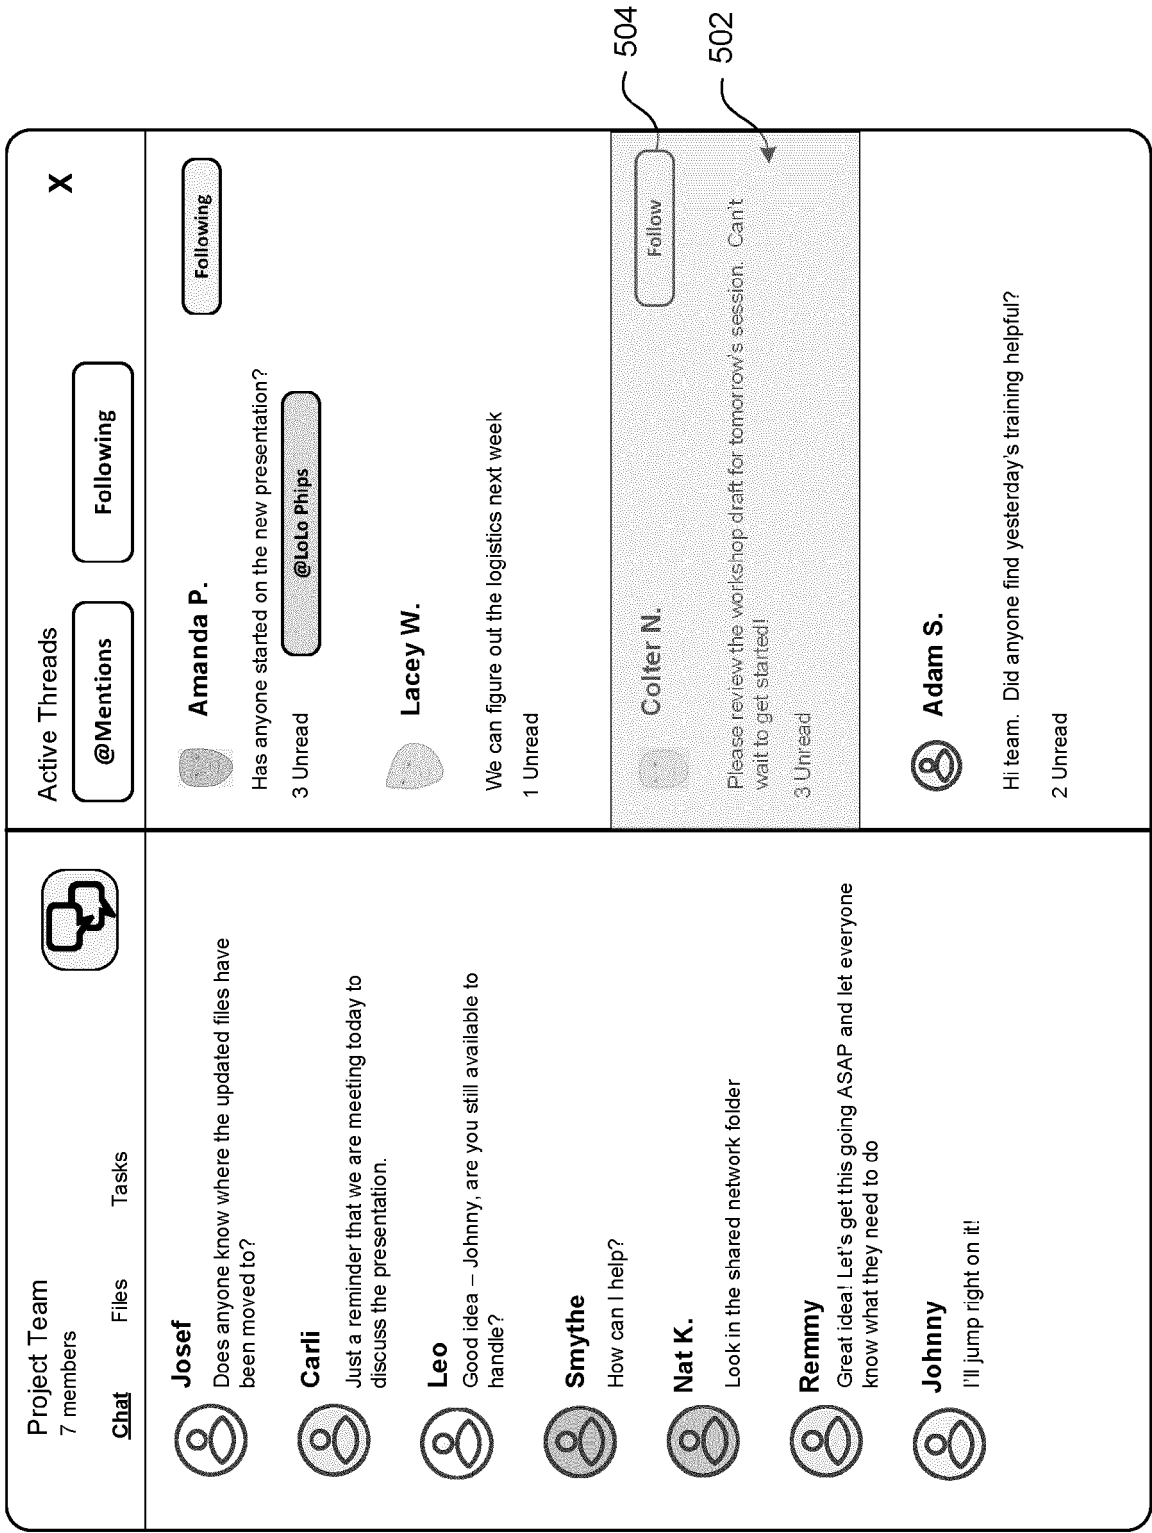 Project Team
7 members
Chat Files Tasks
Josef
Does anyone know where the updated files have
been moved to?
Carli
Just a reminder that we are meeting today to
discuss the presentation.
Leo
Good idea – Johnny, are you still available to
handle?
Smythe
How can I help?
Nat K.
Look in the shared network folder
Remmy
Great idea! Let's get this going ASAP and let everyone
know what they need to do
Johnny
I'll jump right on it!
Active Threads
X
@Mentions Following
Amanda P.
Following
Has anyone started on the new presentation?
3 Unread @LoLo Phips
Lacey W.
We can figure out the logistics next week
1 Unread
Colter N.
Follow
504
Please review the workshop draft for tomorrow's session. Can't
wait to get started!
502
3 Unread
Adam S.
Hi team. Did anyone find yesterday's training helpful?
2 Unread